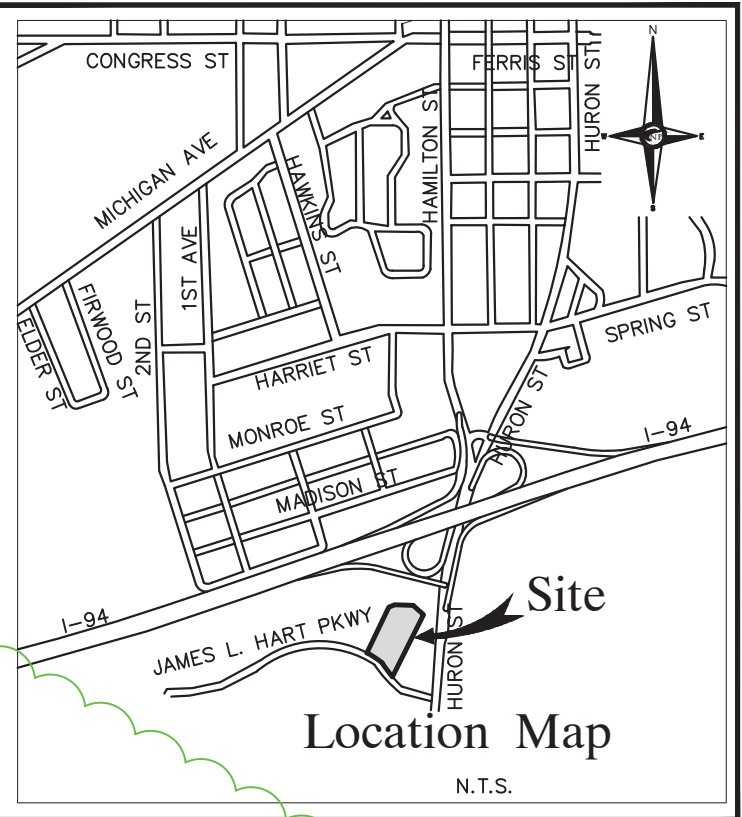 CONGRESS ST
FERRIS ST
HURON ST
N
W
E
S
MICHIGAN AVE
HAWKINS ST
HAMILTON ST
1ST AVE
2ND ST
FIRWOOD ST
ELDER ST
SPRING ST
HARRIET ST
MONROE ST
HURON ST
I-94
MADISON ST
I-94
JAMES L. HART PKWY
Site
HURON ST
Location Map
N.T.S.